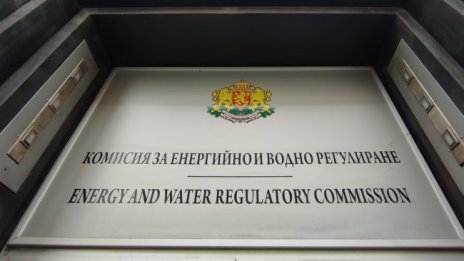 КОМИСИЯ ЗА ЕНЕРГИЙНО И ВОДНО РЕГУЛИРАНЕ
ENERGY AND WATER REGULATORY COMMISSION